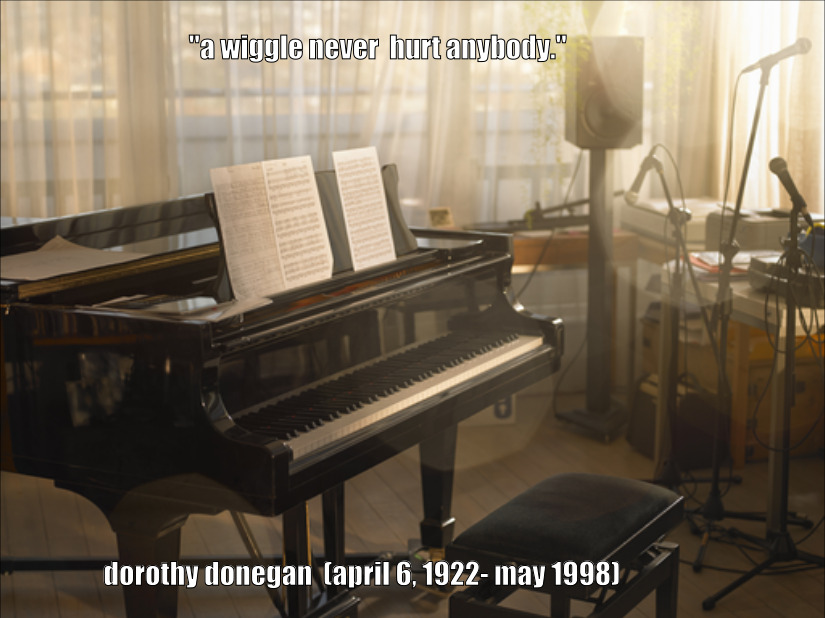 "a wiggle never  hurt anybody."
dorothy donegan  (april 6, 1922- may 1998)